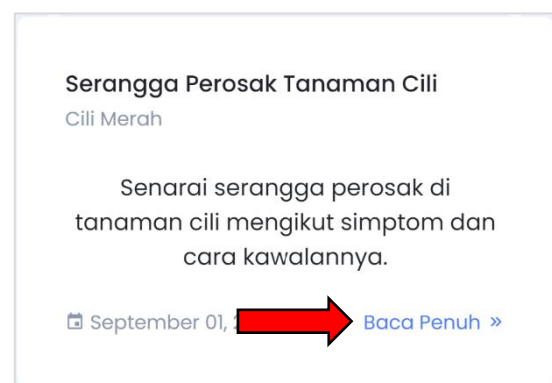 Serangga Perosak Tanaman Cili
Cili Merah
Senarai serangga perosak di
tanaman cili mengikut simptom dan
cara kawalannya.
September 01,
Baca Penuh »